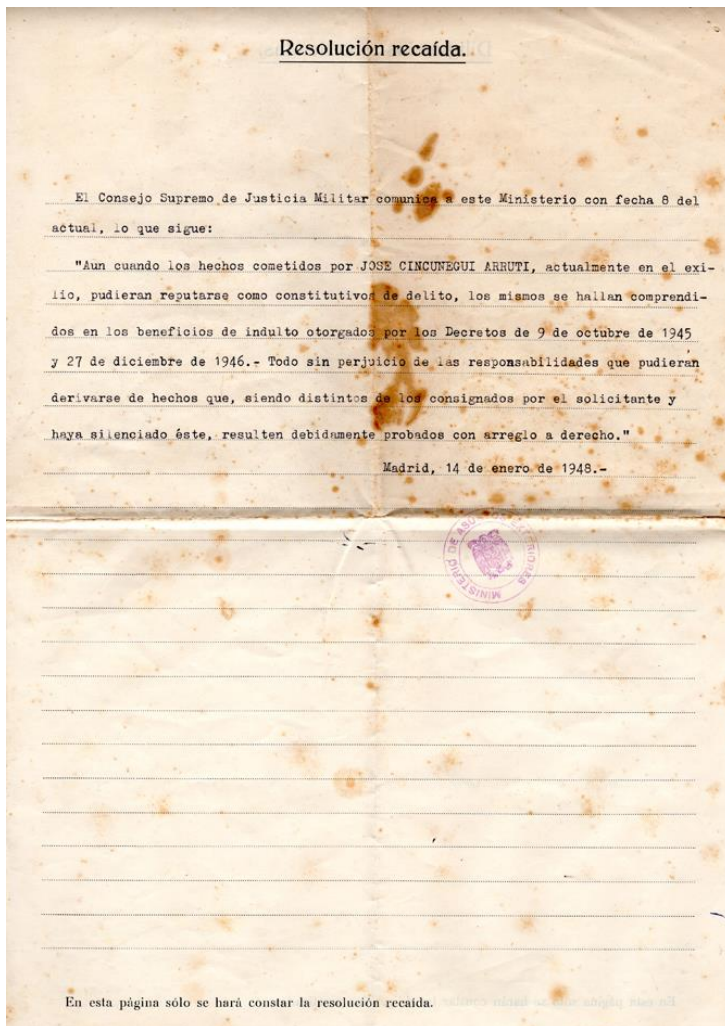 Resolución recaída.
El Consejo Supremo de Justicia Militar comunica a este Ministerio con fecha 8 del
actual, lo que sigue:
"Aun cuando los hechos cometidos por JOSE CINCUNEGUI ARRUTI, actualmente en el exi-
lio, pudieran reputarse como constitutivos de delito, los mismos se hallan comprendi-
dos en los beneficios de indulto otorgados por los Decretos de 9 de octubre de 1945
y 27 de diciembre de 1946.- Todo sin perjuicio de las responsabilidades que pudieran
derivarse de hechos que, siendo distintos de los consignados por el solicitante y
haya silenciado éste, resulten debidamente probados con arreglo a derecho."
Madrid, 14 de enero de 1948.-
MINISTERIO DE ASUNTOS EXTERIORES
En esta página sólo se hará constar la resolución recaída.